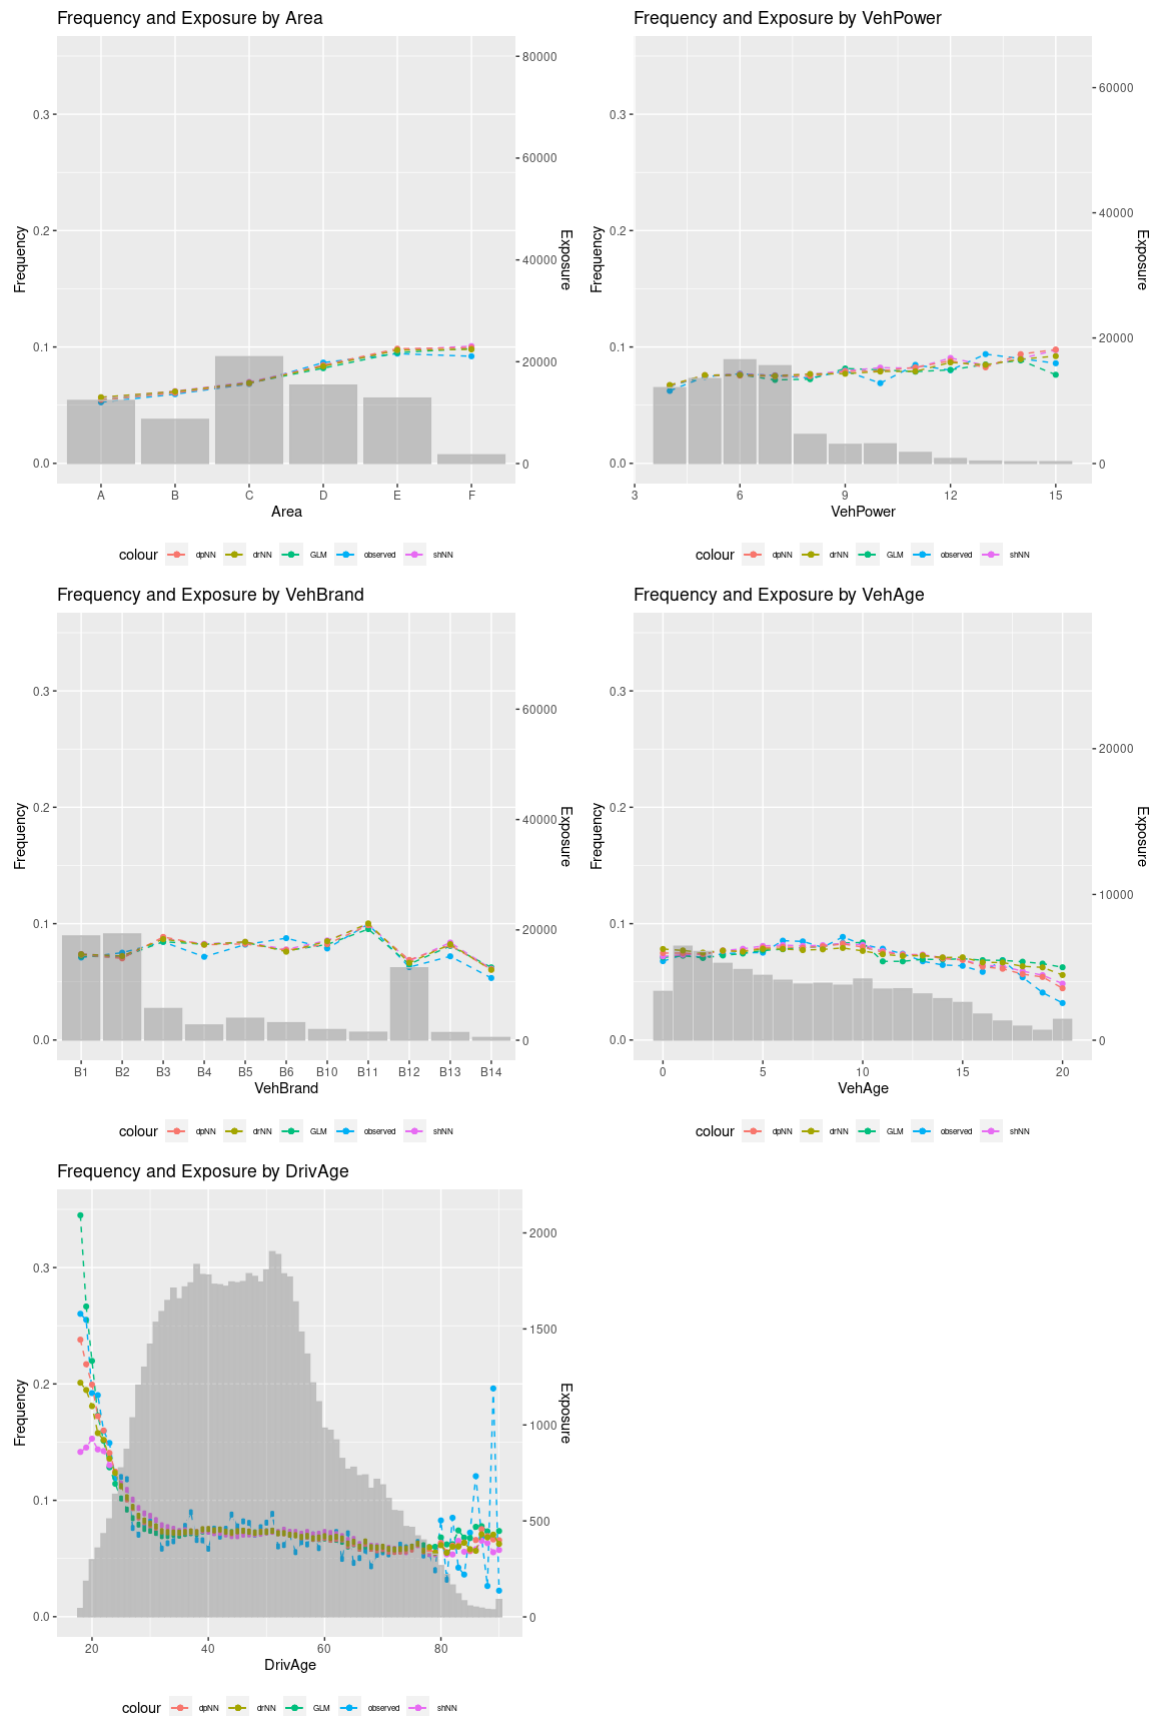 Frequency and Exposure by Area
Frequency
0.3
0.2
0.1
0.0
80000
60000
40000
20000
0
Exposure
A B C D E F
Area
colour dpNN drNN GLM observed shNN
Frequency and Exposure by VehPower
Frequency
0.3
0.2
0.1
0.0
60000
40000
20000
0
Exposure
3 6 9 12 15
VehPower
colour dpNN drNN GLM observed shNN
Frequency and Exposure by VehBrand
Frequency
0.3
0.2
0.1
0.0
60000
40000
20000
0
Exposure
B1 B2 B3 B4 B5 B6 B10 B11 B12 B13 B14
VehBrand
colour dpNN drNN GLM observed shNN
Frequency and Exposure by VehAge
Frequency
0.3
0.2
0.1
0.0
20000
10000
0
Exposure
0 5 10 15 20
VehAge
colour dpNN drNN GLM observed shNN
Frequency and Exposure by DrivAge
Frequency
0.3
0.2
0.1
0.0
2000
1500
1000
500
0
Exposure
20 40 60 80
DrivAge
colour dpNN drNN GLM observed shNN